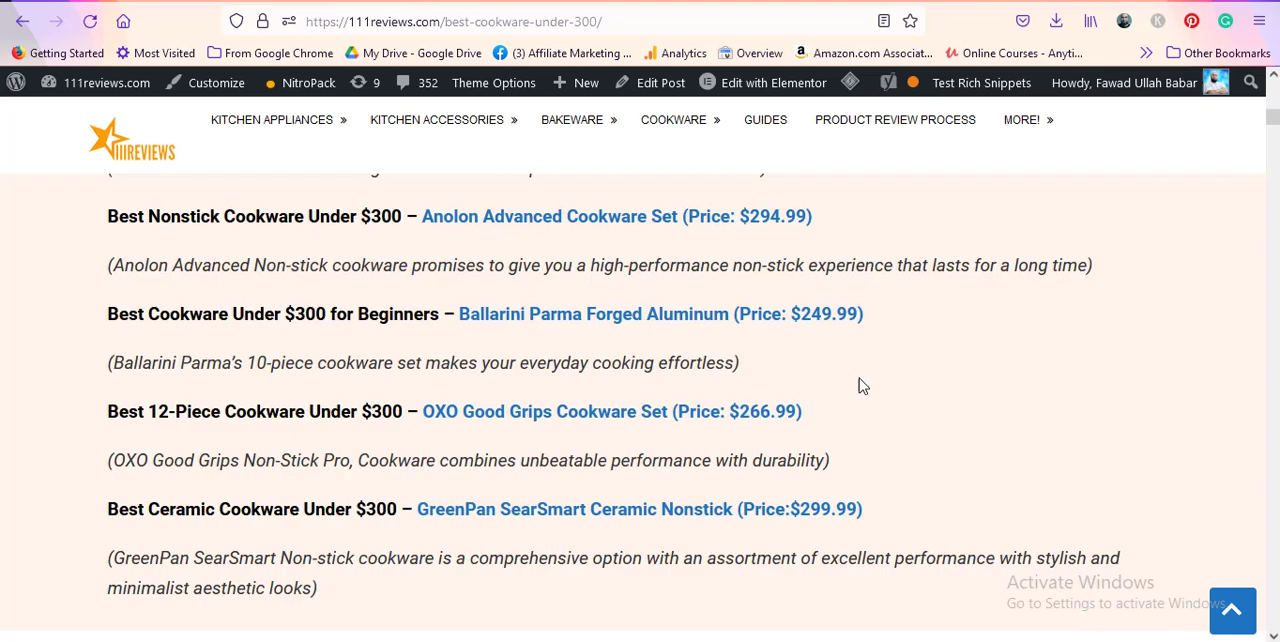 https://111reviews.com/best-cookware-under-300/
Getting Started Most Visited From Google Chrome My Drive - Google Drive (3) Affiliate Marketing ... Analytics Overview Amazon.com Associat... Online Courses - Anyti... Other Bookmarks
111reviews.com Customize NitroPack 9 352 Theme Options New Edit Post Edit with Elementor Test Rich Snippets Howdy, Fawad Ullah Babar
KITCHEN APPLIANCES » KITCHEN ACCESSORIES » BAKEWARE » COOKWARE » GUIDES PRODUCT REVIEW PROCESS MORE! »
111REVIEWS
Best Nonstick Cookware Under $300 – Anolon Advanced Cookware Set (Price: $294.99)
(Anolon Advanced Non-stick cookware promises to give you a high-performance non-stick experience that lasts for a long time)
Best Cookware Under $300 for Beginners – Ballarini Parma Forged Aluminum (Price: $249.99)
(Ballarini Parma’s 10-piece cookware set makes your everyday cooking effortless)
Best 12-Piece Cookware Under $300 – OXO Good Grips Cookware Set (Price: $266.99)
(OXO Good Grips Non-Stick Pro, Cookware combines unbeatable performance with durability)
Best Ceramic Cookware Under $300 – GreenPan SearSmart Ceramic Nonstick (Price:$299.99)
(GreenPan SearSmart Non-stick cookware is a comprehensive option with an assortment of excellent performance with stylish and
minimalist aesthetic looks)
Activate Windows
Go to Settings to activate Windows.